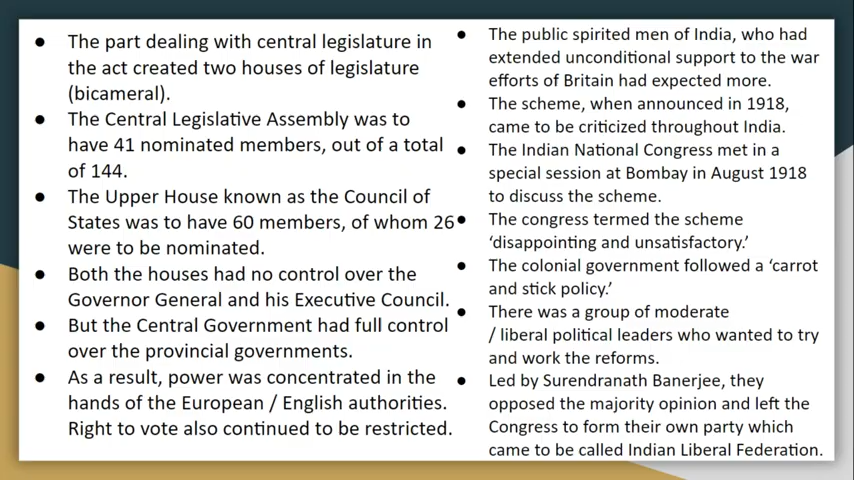 ● The part dealing with central legislature in
the act created two houses of legislature
(bicameral).
● The Central Legislative Assembly was to
have 41 nominated members, out of a total
of 144.
● The Upper House known as the Council of
States was to have 60 members, of whom 26
were to be nominated.
● Both the houses had no control over the
Governor General and his Executive Council.
● But the Central Government had full control
over the provincial governments.
● As a result, power was concentrated in the
hands of the European / English authorities.
Right to vote also continued to be restricted.
● The public spirited men of India, who had
extended unconditional support to the war
efforts of Britain had expected more.
● The scheme, when announced in 1918,
came to be criticized throughout India.
● The Indian National Congress met in a
special session at Bombay in August 1918
to discuss the scheme.
● The congress termed the scheme
‘disappointing and unsatisfactory.’
● The colonial government followed a ‘carrot
and stick policy.’
● There was a group of moderate
/ liberal political leaders who wanted to try
and work the reforms.
● Led by Surendranath Banerjee, they
opposed the majority opinion and left the
Congress to form their own party which
came to be called Indian Liberal Federation.